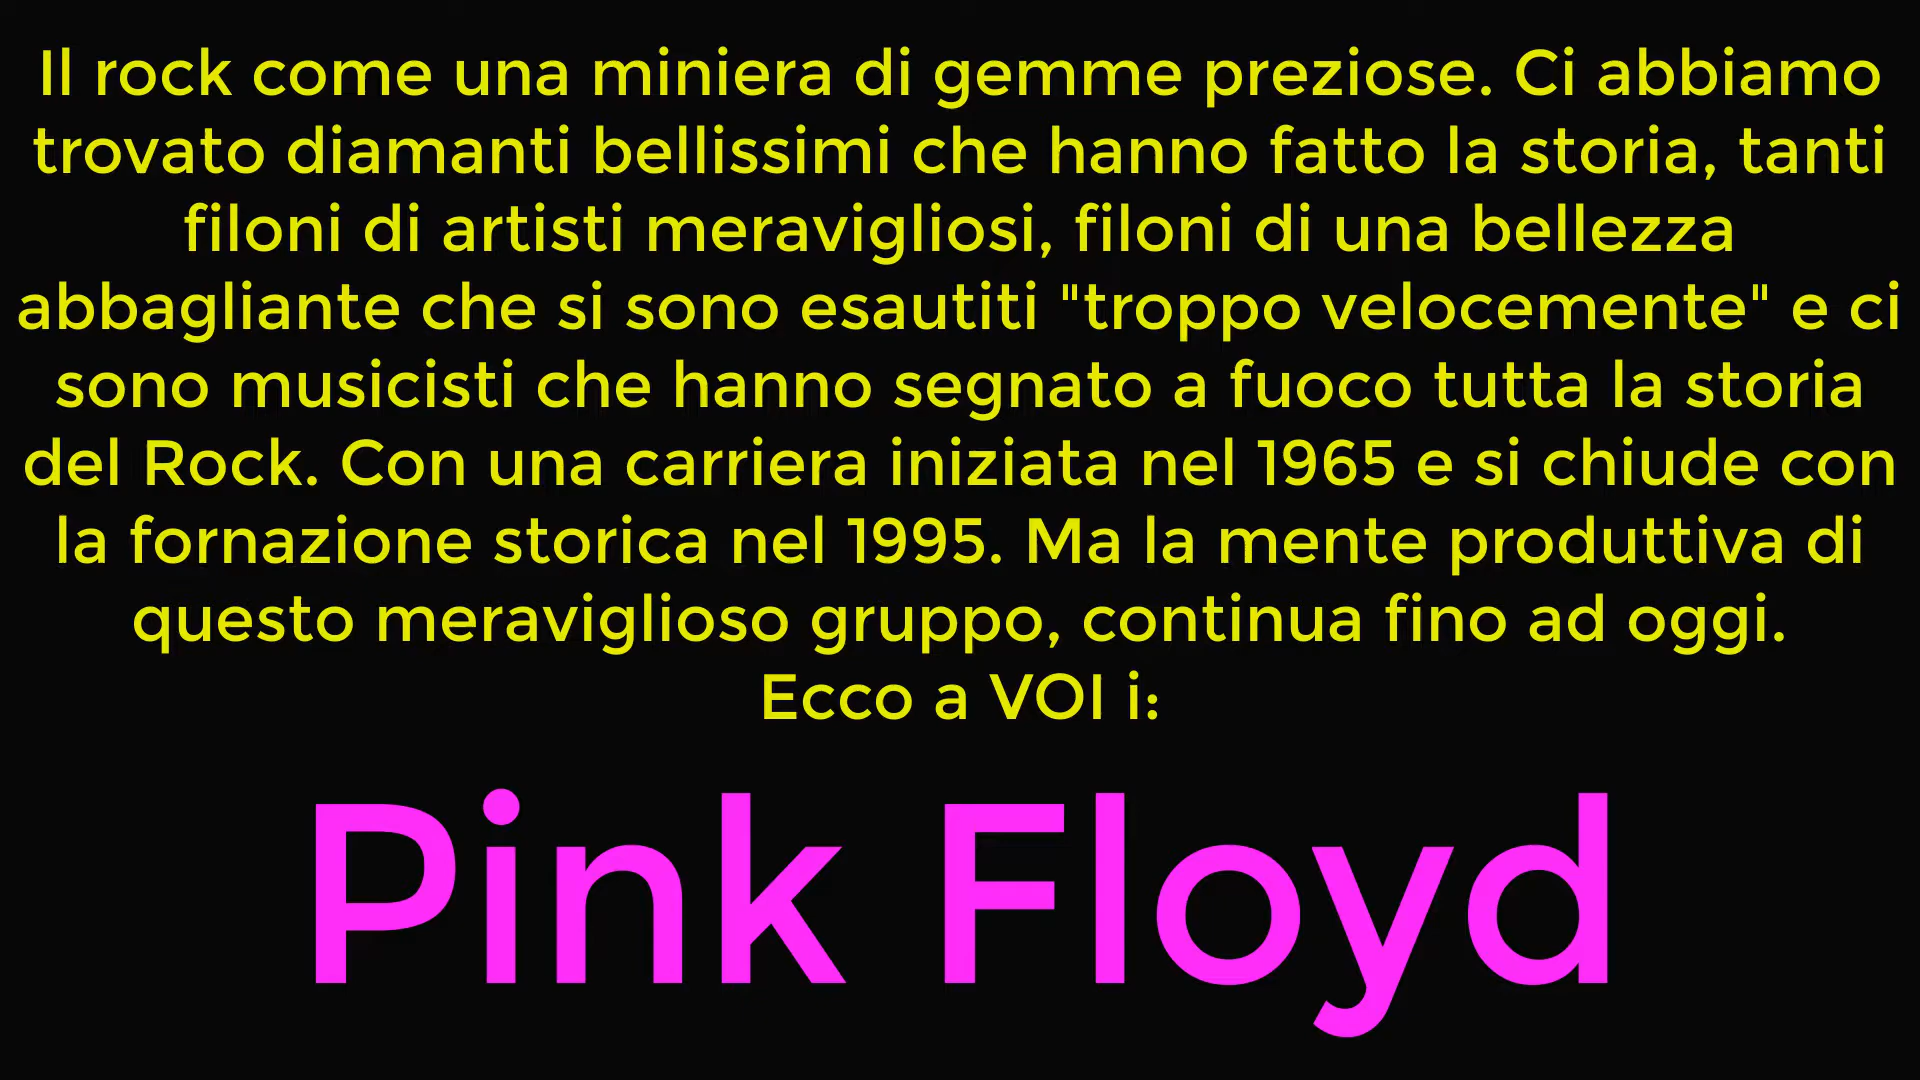 Il rock come una miniera di gemme preziose. Ci abbiamo
trovato diamanti bellissimi che hanno fatto la storia, tanti
filoni di artisti meravigliosi, filoni di una bellezza
abbagliante che si sono esautiti "troppo velocemente" e ci
sono musicisti che hanno segnato a fuoco tutta la storia
del Rock. Con una carriera iniziata nel 1965 e si chiude con
la fornazione storica nel 1995. Ma la mente produttiva di
questo meraviglioso gruppo, continua fino ad oggi.
Ecco a VOI i:
Pink Floyd